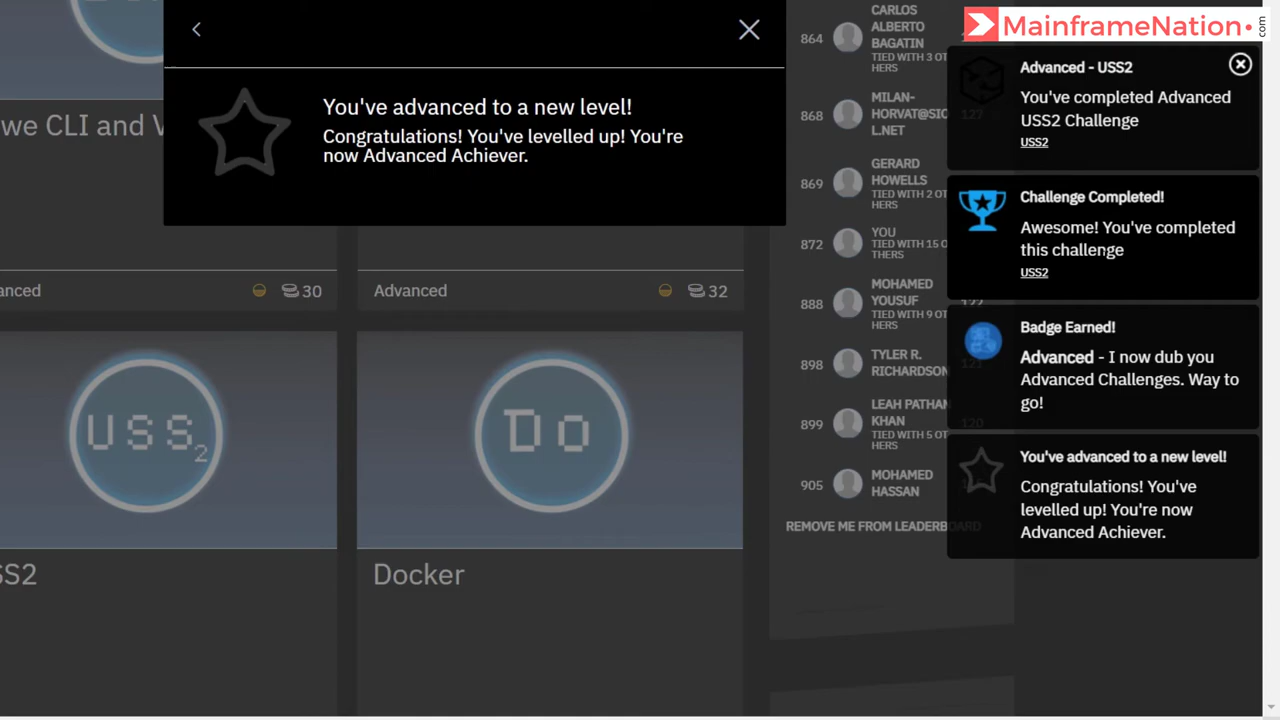 MainframeNation.com
You've advanced to a new level!
Congratulations! You've levelled up! You're
now Advanced Achiever.
we CLI and V
anced
30
Advanced
32
USS2
Do
SS2
Docker
864
CARLOS
ALBERTO
BAGATIN
TIED WITH 3 OT
HERS
868
MILAN-
HORVAT@SIO
L.NET
127
869
GERARD
HOWELLS
TIED WITH 2 OT
HERS
872
YOU
TIED WITH 15 O
THERS
888
MOHAMED
YOUSUF
TIED WITH 9 OT
HERS
122
898
TYLER R.
RICHARDSON
121
899
LEAH PATHAN
KHAN
TIED WITH 5 OT
HERS
120
905
MOHAMED
HASSAN
REMOVE ME FROM LEADERBOARD
Advanced - USS2
You've completed Advanced
USS2 Challenge
USS2
Challenge Completed!
Awesome! You've completed
this challenge
USS2
Badge Earned!
Advanced - I now dub you
Advanced Challenges. Way to
go!
You've advanced to a new level!
Congratulations! You've
levelled up! You're now
Advanced Achiever.